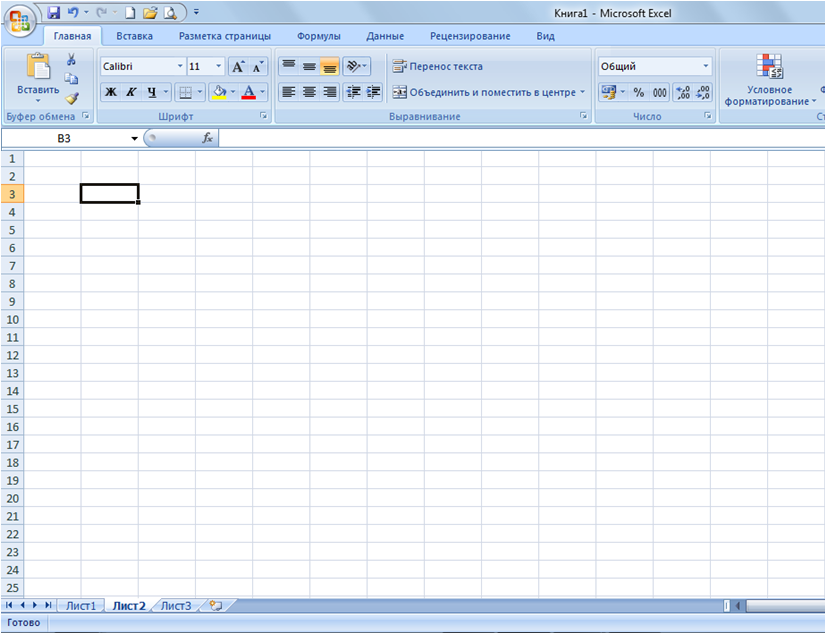 Книга1 - Microsoft Excel
Главная Вставка Разметка страницы Формулы Данные Рецензирование Вид
Вставить
Calibri 11 A A
Ж К Ч A
Перенос текста
Объединить и поместить в центре
Общий
% 000
Условное форматирование
Буфер обмена Шрифт Выравнивание Число
B3 fx
1
2
3
4
5
6
7
8
9
10
11
12
13
14
15
16
17
18
19
20
21
22
23
24
25
Лист1 Лист2 Лист3
Готово